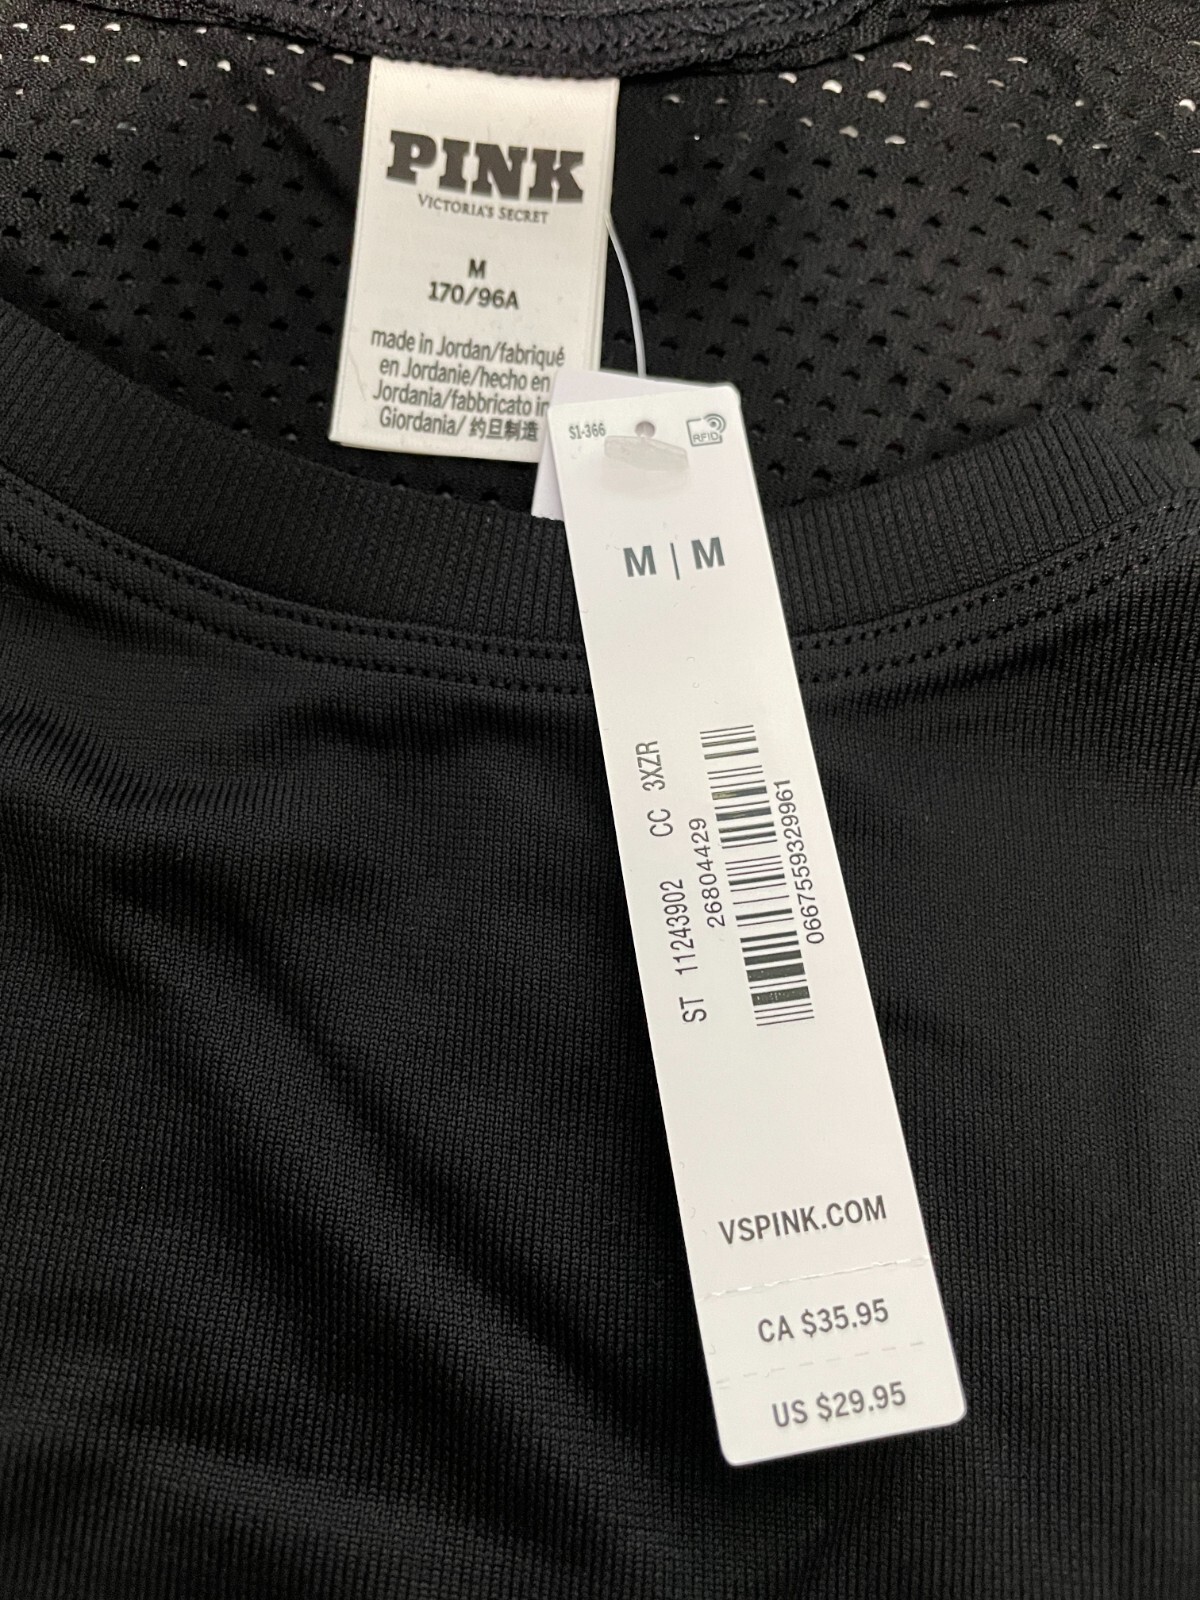 PINK
VICTORIA'S SECRET
M
170/96A
made in Jordan/fabriqué
en Jordanie/hecho en
Jordania/fabbricato in
Giordania/ 约旦制造
S1-366
RFID
M | M
ST 11243902 CC 3XZR
26804429
0667559329961
VSPINK.COM
CA $35.95
US $29.95